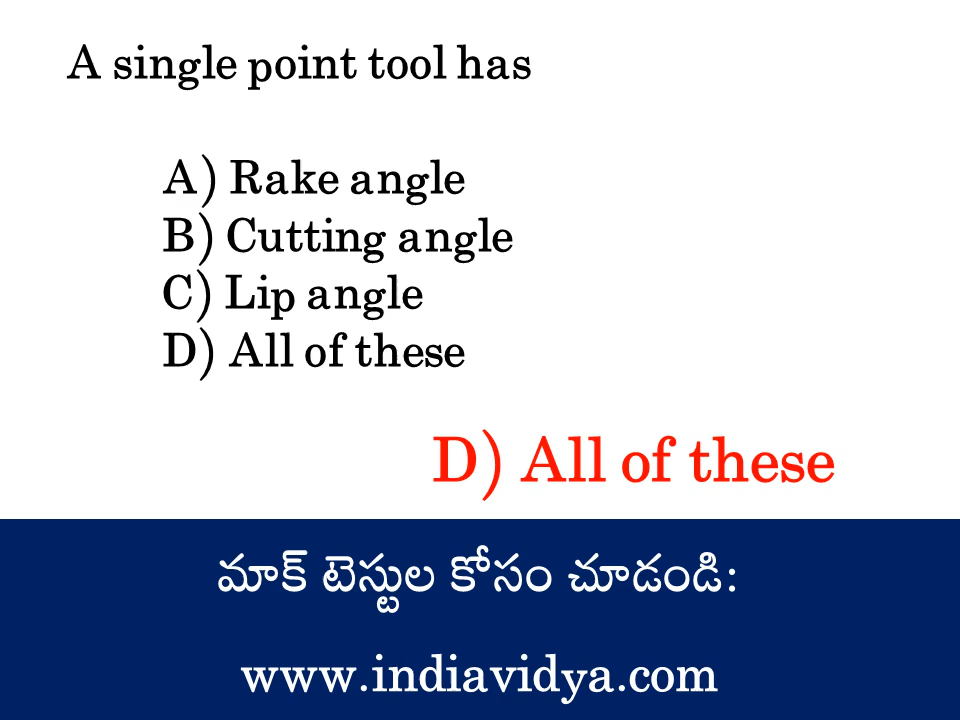 A single point tool has
A) Rake angle
B) Cutting angle
C) Lip angle
D) All of these
D) All of these
మాక్ టెస్టుల కోసం చూడండి:
www.indiavidya.com